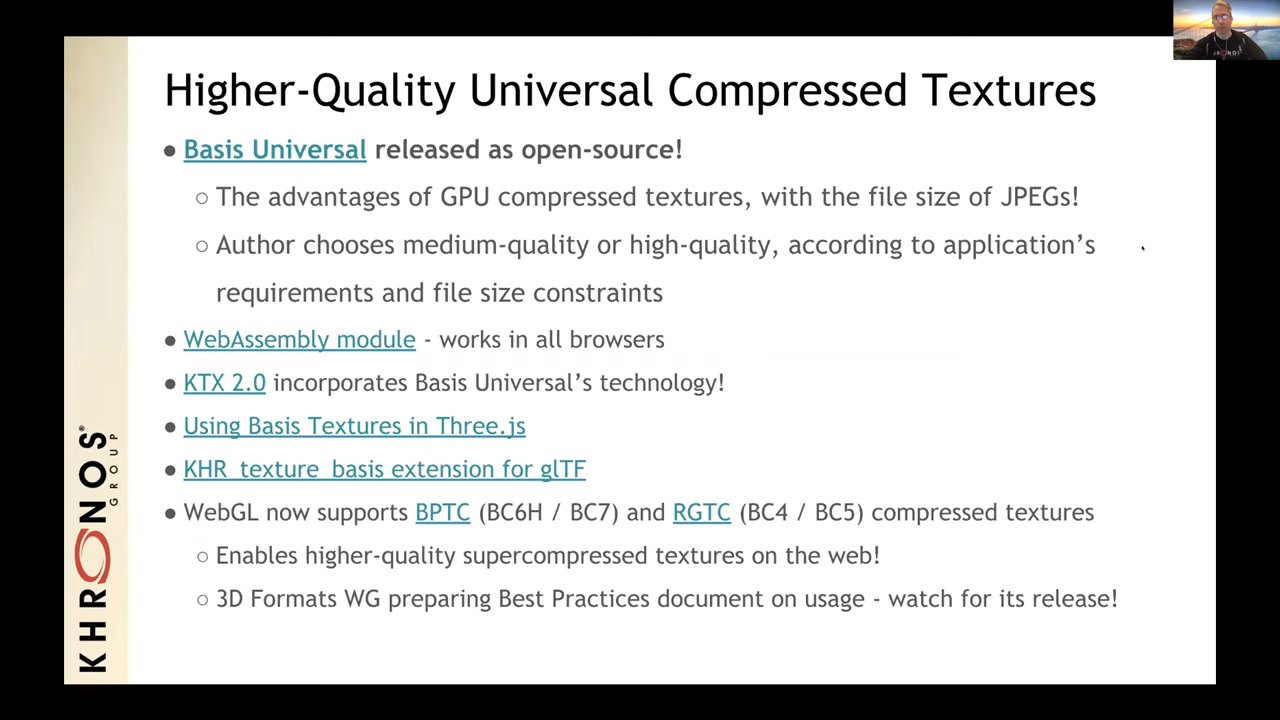 Higher-Quality Universal Compressed Textures
● Basis Universal released as open-source!
○ The advantages of GPU compressed textures, with the file size of JPEGs!
○ Author chooses medium-quality or high-quality, according to application's
requirements and file size constraints
● WebAssembly module - works in all browsers
● KTX 2.0 incorporates Basis Universal's technology!
● Using Basis Textures in Three.js
● KHR_texture_basis extension for glTF
● WebGL now supports BPTC (BC6H / BC7) and RGTC (BC4 / BC5) compressed textures
○ Enables higher-quality supercompressed textures on the web!
○ 3D Formats WG preparing Best Practices document on usage - watch for its release!
KHRONOS®
GROUP